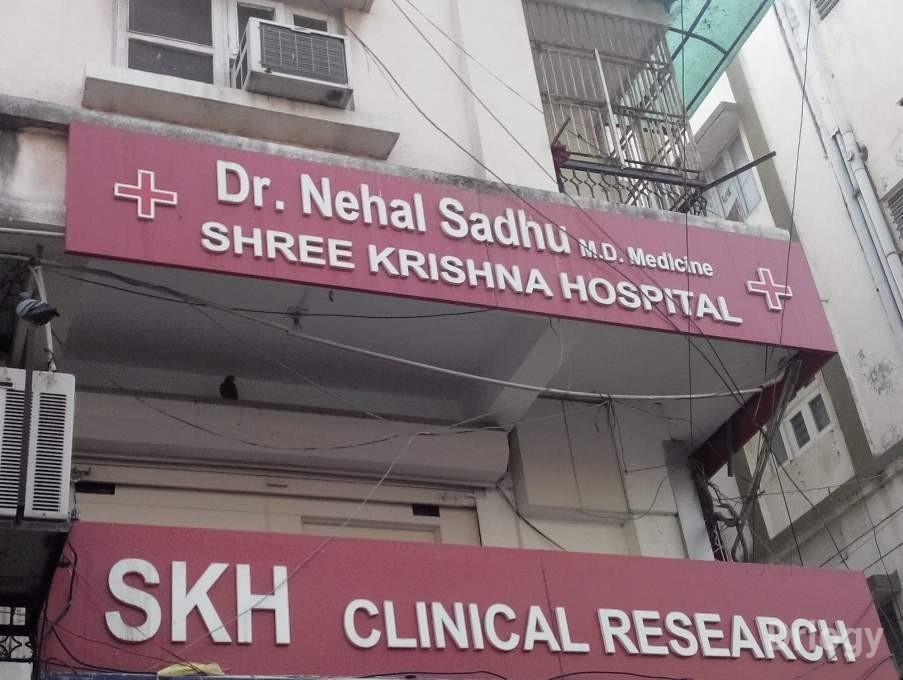 Dr. Nehal Sadhu M.D. Medicine
SHREE KRISHNA HOSPITAL
SKH CLINICAL RESEARCH